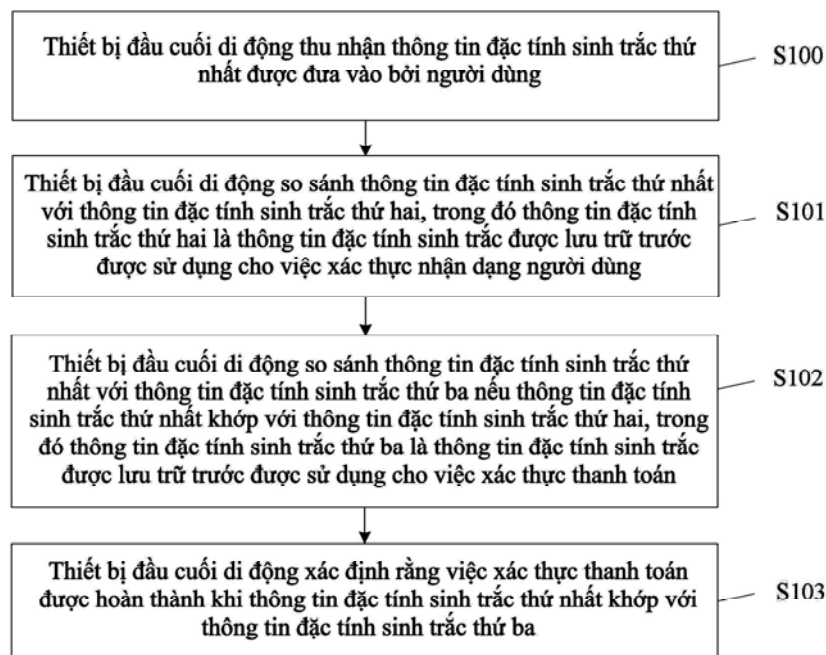 Thiết bị đầu cuối di động thu nhận thông tin đặc tính sinh trắc thứ
nhất được đưa vào bởi người dùng
S100
Thiết bị đầu cuối di động so sánh thông tin đặc tính sinh trắc thứ nhất
với thông tin đặc tính sinh trắc thứ hai, trong đó thông tin đặc tính
sinh trắc thứ hai là thông tin đặc tính sinh trắc được lưu trữ trước
được sử dụng cho việc xác thực nhận dạng người dùng
S101
Thiết bị đầu cuối di động so sánh thông tin đặc tính sinh trắc thứ
nhất với thông tin đặc tính sinh trắc thứ ba nếu thông tin đặc tính
sinh trắc thứ nhất khớp với thông tin đặc tính sinh trắc thứ hai, trong
đó thông tin đặc tính sinh trắc thứ ba là thông tin đặc tính sinh trắc
được lưu trữ trước được sử dụng cho việc xác thực thanh toán
S102
Thiết bị đầu cuối di động xác định rằng việc xác thực thanh toán
được hoàn thành khi thông tin đặc tính sinh trắc thứ nhất khớp với
thông tin đặc tính sinh trắc thứ ba
S103